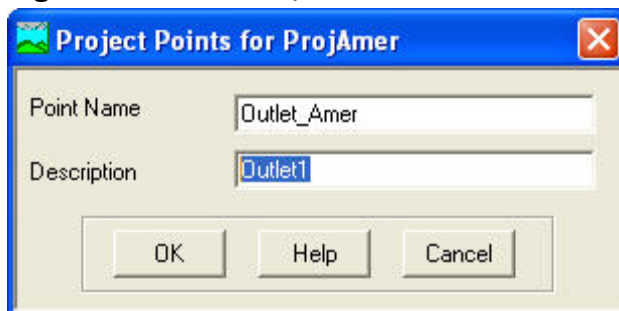 Project Points for ProjAmer
Point Name Outlet_Amer
Description Outlet1
OK Help Cancel